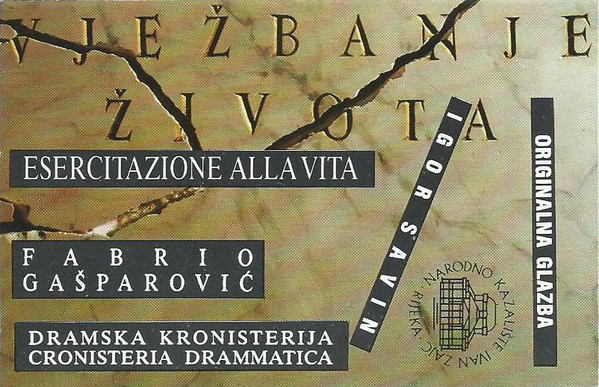 VJEŽBANJE
ŽIVOTA
ESERCITAZIONE ALLA VITA
FABRIO
GAŠPAROVIĆ
DRAMSKA KRONISTERIJA
CRONISTERIA DRAMMATICA
IGOR SAVIN
ORIGINALNA GLAZBA
NARODNO KAZALIŠTE IVAN ZAJC · RIJEKA ·